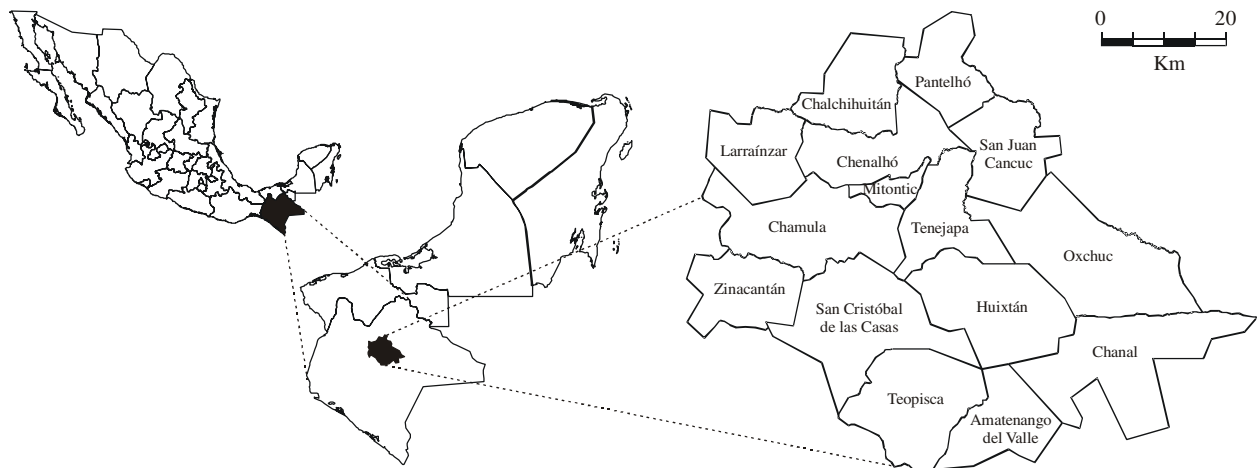 0 20
Km
Pantelhó
Chalchihuitán
Larraínzar
San Juan
Cancuc
Chenalhó
Mitontic
Chamula
Tenejapa
Oxchuc
Zinacantán
San Cristóbal
de las Casas
Huixtán
Chanal
Teopisca
Amatenango
del Valle